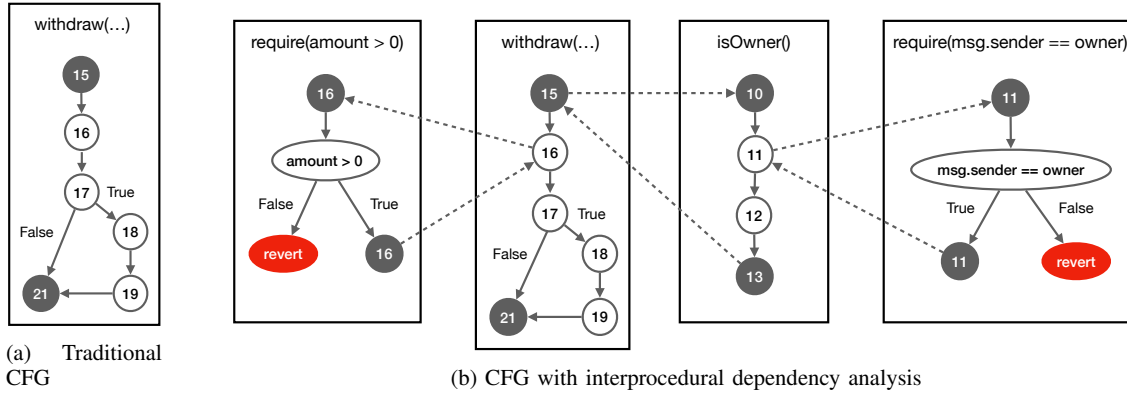 withdraw(...)
15
16
17
True
False
18
21
19
(a) Traditional
CFG
require(amount > 0)
16
amount > 0
False
True
revert
16
withdraw(...)
15
16
17
True
False
18
21
19
isOwner()
10
11
12
13
require(msg.sender == owner)
11
msg.sender == owner
True
False
11
revert
(b) CFG with interprocedural dependency analysis